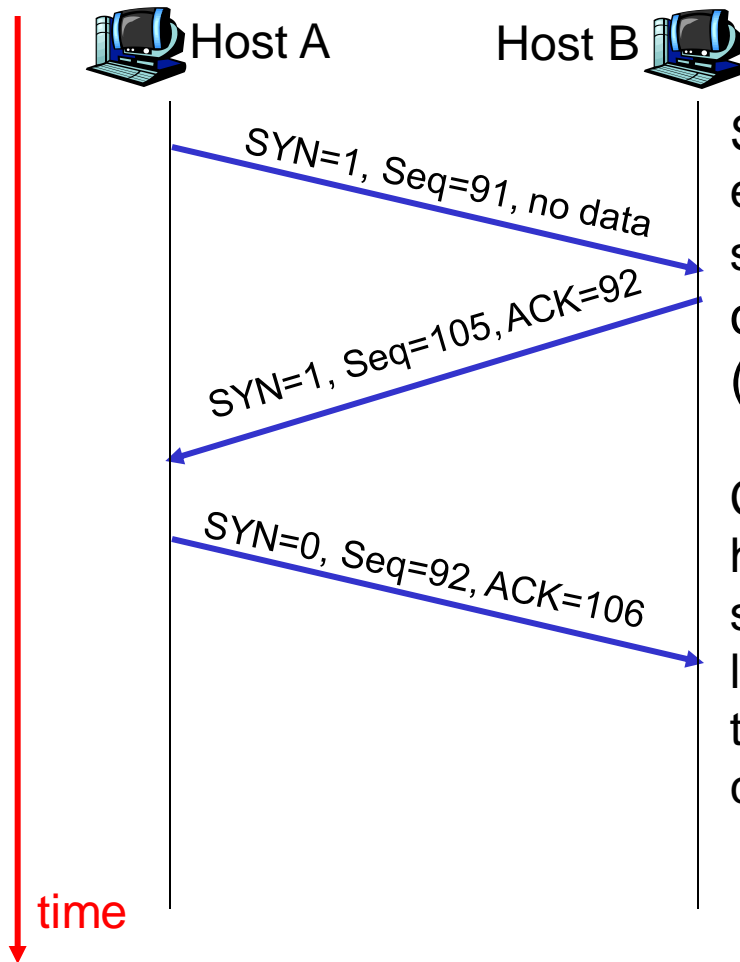 Host A
Host B
SYN=1, Seq=91, no data
SYN=1, Seq=105, ACK=92
SYN=0, Seq=92, ACK=106
time